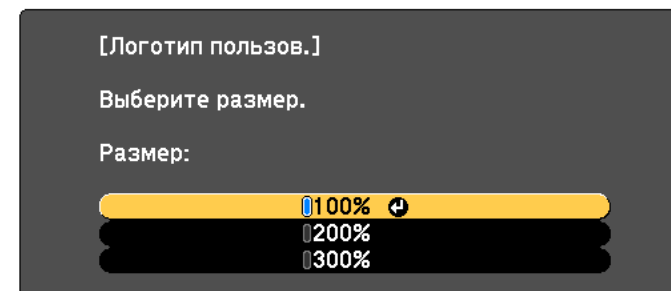 [Логотип пользов.]
Выберите размер.
Размер:
100%
200%
300%